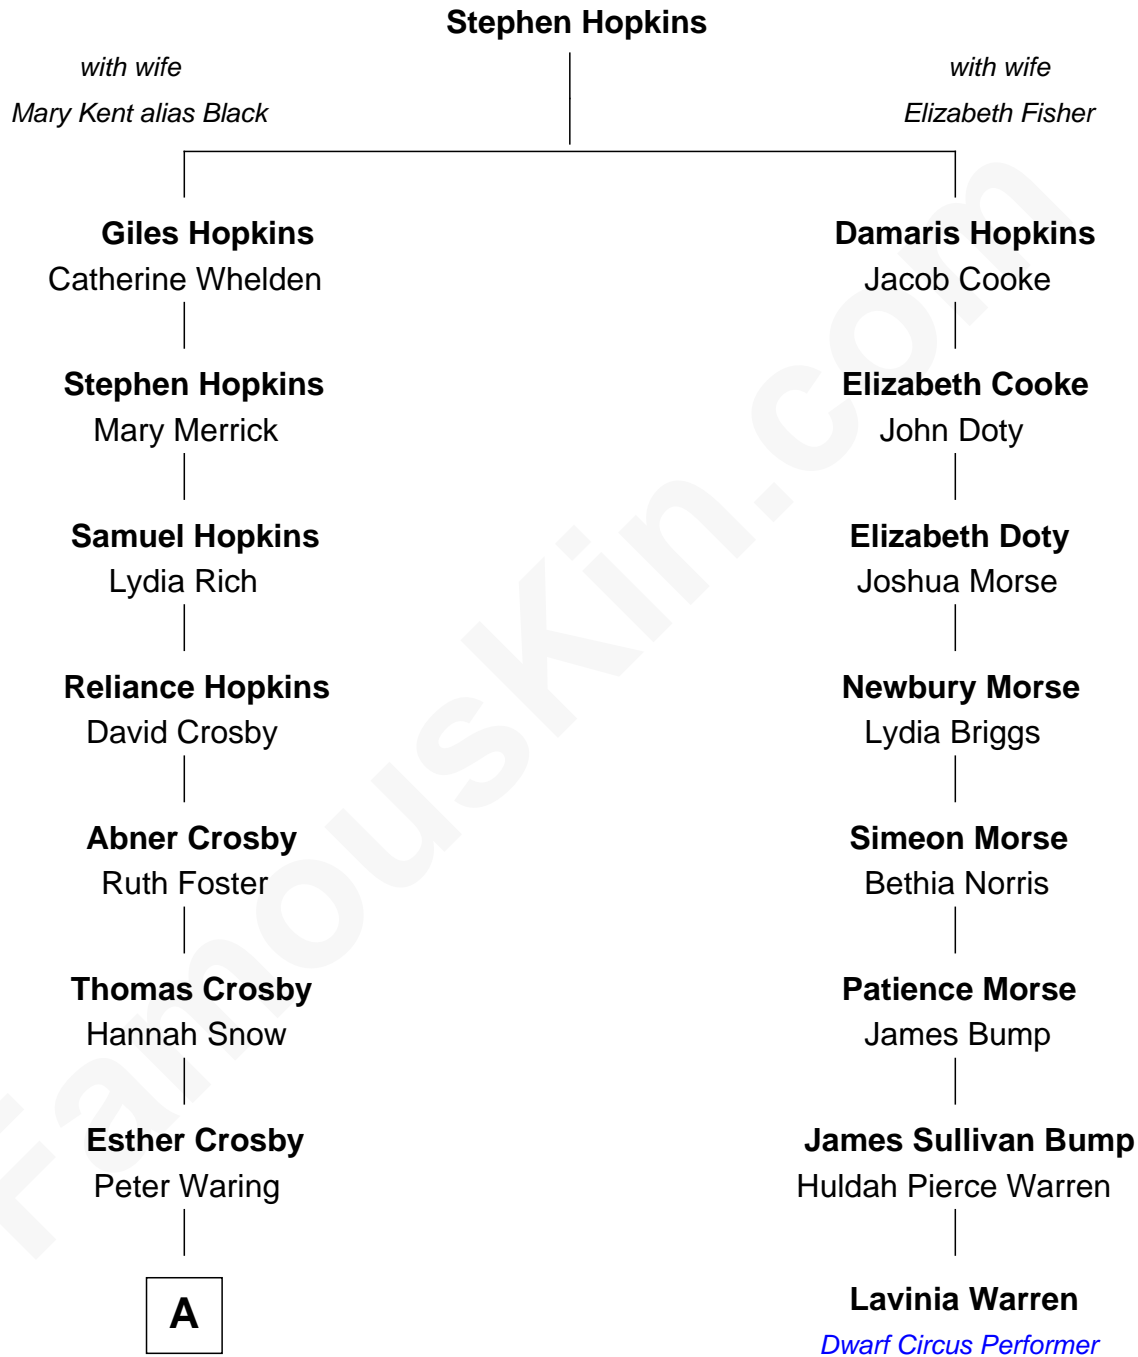 Stephen Hopkins
with wife
Mary Kent alias Black
with wife
Elizabeth Fisher
Giles Hopkins
Catherine Whelden
Damaris Hopkins
Jacob Cooke
Stephen Hopkins
Mary Merrick
Elizabeth Cooke
John Doty
Samuel Hopkins
Lydia Rich
Elizabeth Doty
Joshua Morse
Reliance Hopkins
David Crosby
Newbury Morse
Lydia Briggs
Abner Crosby
Ruth Foster
Simeon Morse
Bethia Norris
Thomas Crosby
Hannah Snow
Patience Morse
James Bump
Esther Crosby
Peter Waring
James Sullivan Bump
Huldah Pierce Warren
A
Lavinia Warren
Dwarf Circus Performer
FamousKin.com